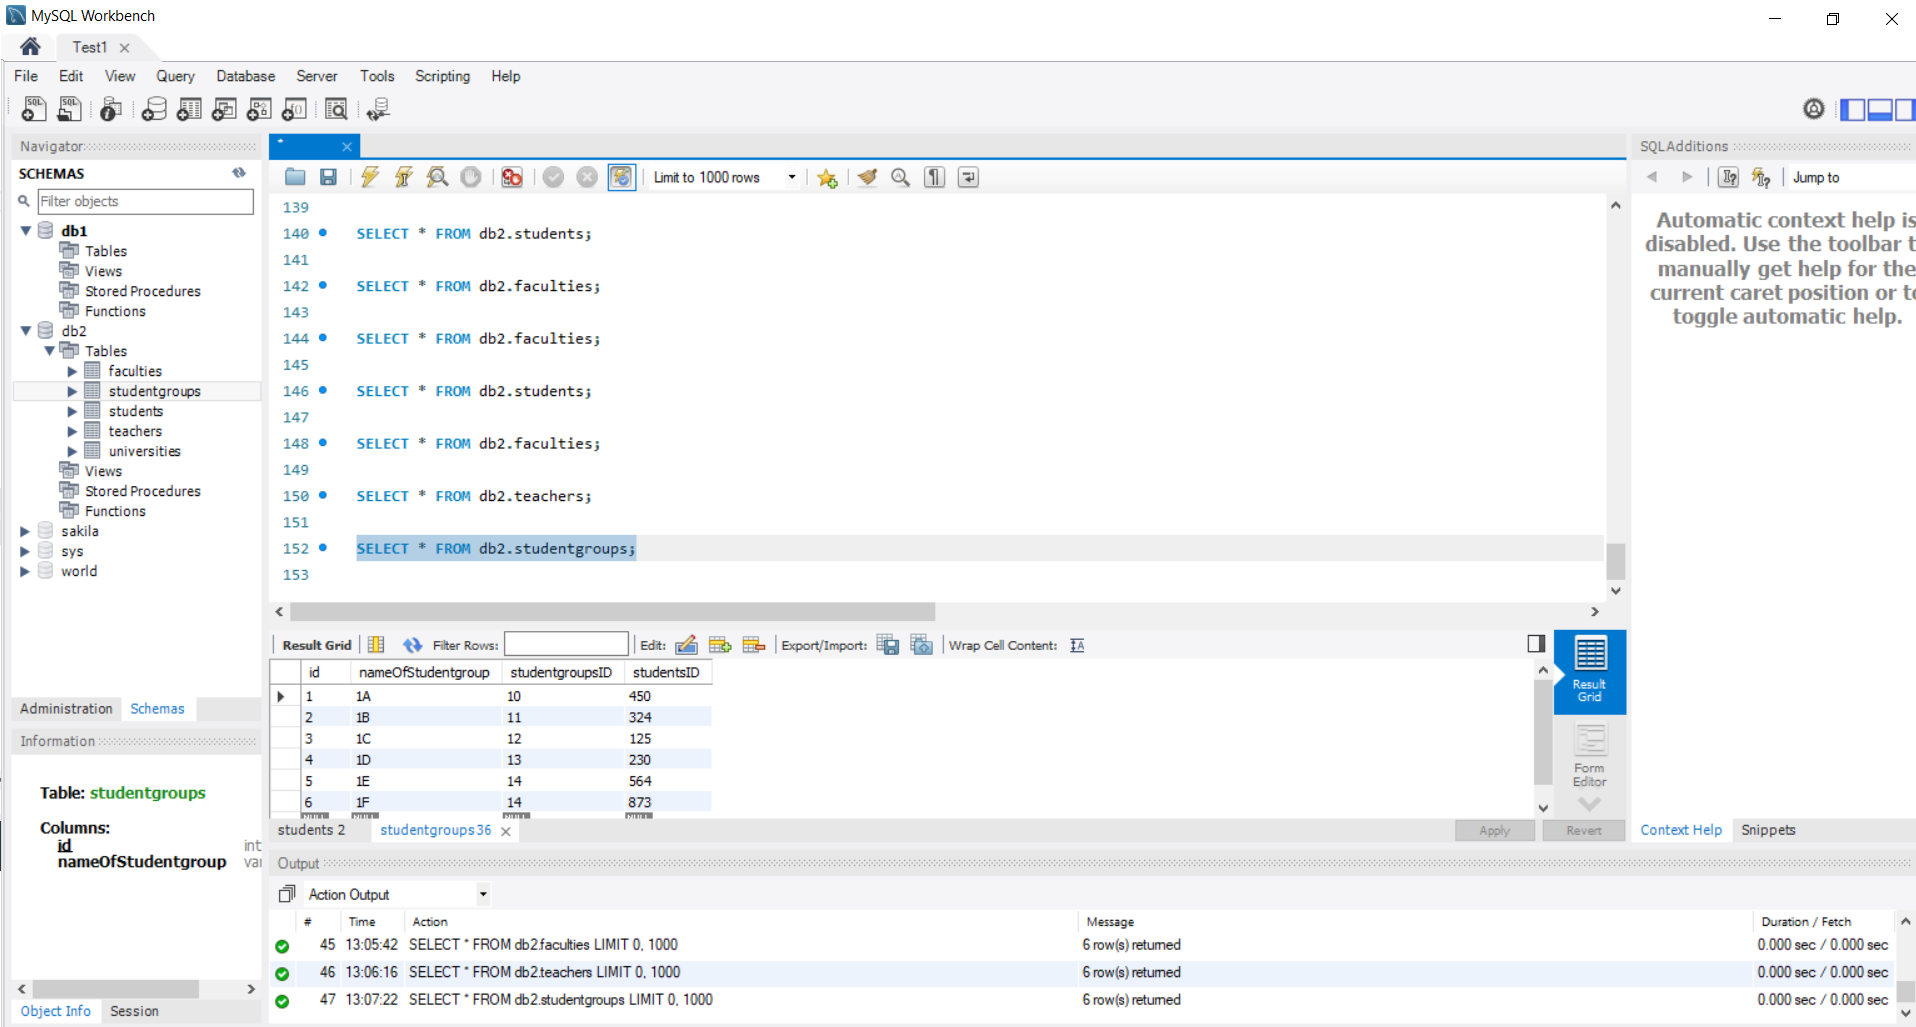 MySQL Workbench
Test1
File Edit View Query Database Server Tools Scripting Help
Navigator
SCHEMAS
Filter objects
db1
Tables
Views
Stored Procedures
Functions
db2
Tables
faculties
studentgroups
students
teachers
universities
Views
Stored Procedures
Functions
sakila
sys
world
Administration Schemas
Information
Table: studentgroups
Columns:
id int
nameOfStudentgroup
Object Info Session
*
Limit to 1000 rows
139
140 SELECT * FROM db2.students;
141
142 SELECT * FROM db2.faculties;
143
144 SELECT * FROM db2.faculties;
145
146 SELECT * FROM db2.students;
147
148 SELECT * FROM db2.faculties;
149
150 SELECT * FROM db2.teachers;
151
152 SELECT * FROM db2.studentgroups;
153
Result Grid Filter Rows: Edit: Export/Import: Wrap Cell Content:
id nameOfStudentgroup studentgroupsID studentsID
1 1A 10 450
2 1B 11 324
3 1C 12 125
4 1D 13 230
5 1E 14 564
6 1F 14 873
NULL NULL NULL NULL
Result
Grid
Form
Editor
students 2 studentgroups 36 Apply Revert
SQLAdditions
Jump to
Automatic context help is
disabled. Use the toolbar t
manually get help for the
current caret position or to
toggle automatic help.
Context Help Snippets
Output
Action Output
# Time Action Message Duration / Fetch
45 13:05:42 SELECT * FROM db2.faculties LIMIT 0, 1000 6 row(s) returned 0.000 sec / 0.000 sec
46 13:06:16 SELECT * FROM db2.teachers LIMIT 0, 1000 6 row(s) returned 0.000 sec / 0.000 sec
47 13:07:22 SELECT * FROM db2.studentgroups LIMIT 0, 1000 6 row(s) returned 0.000 sec / 0.000 sec